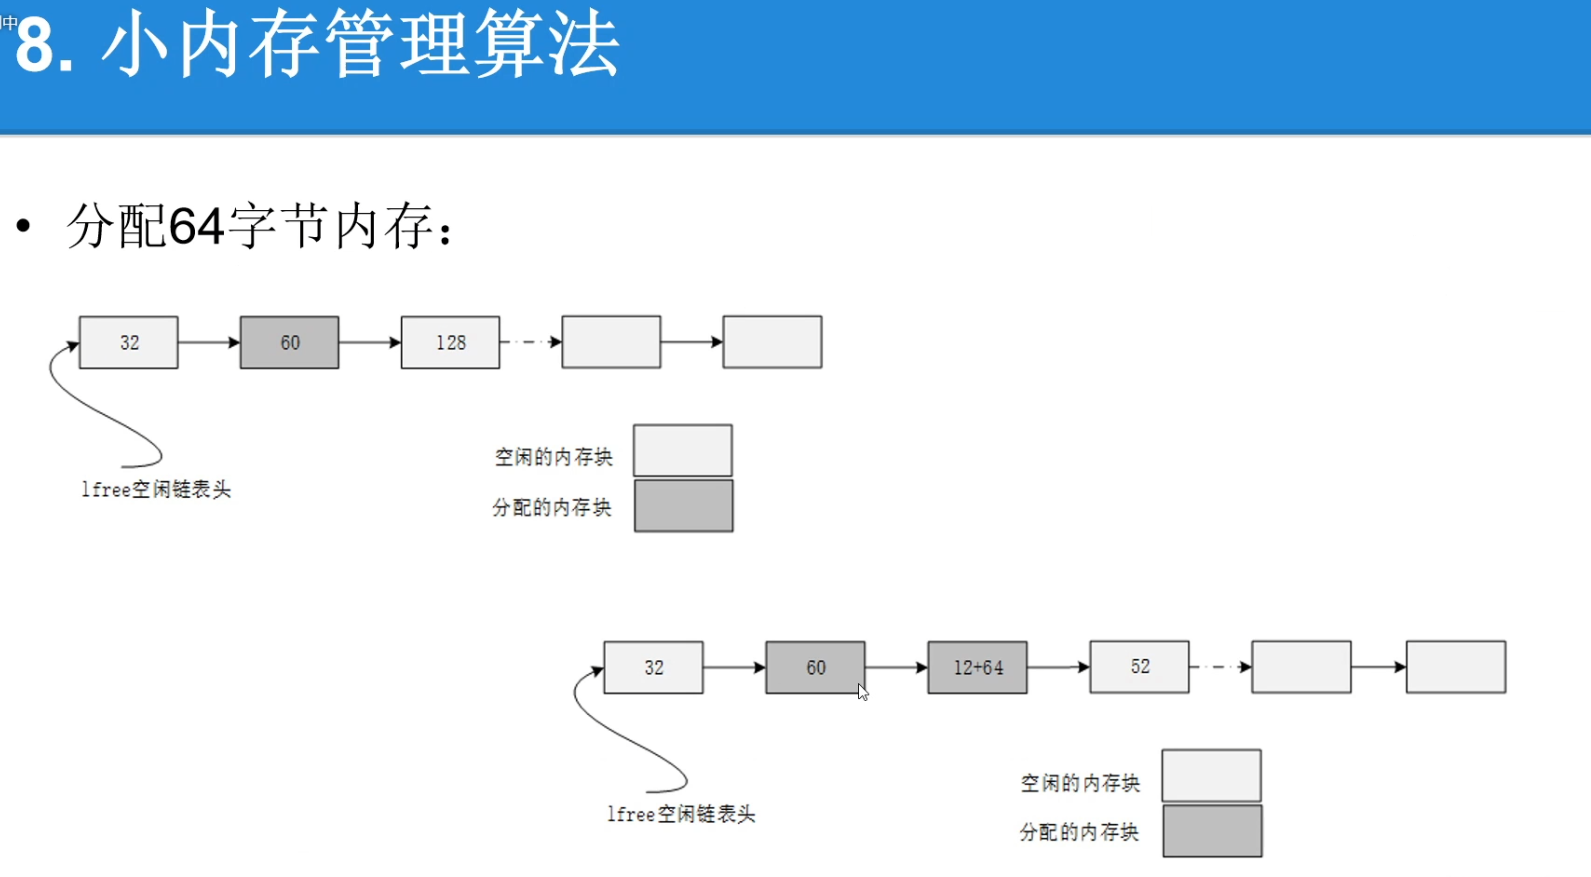 中
8. 小内存管理算法
• 分配64字节内存：
32
60
128
空闲的内存块
分配的内存块
lfree空闲链表头
32
60
12+64
52
空闲的内存块
lfree空闲链表头
分配的内存块